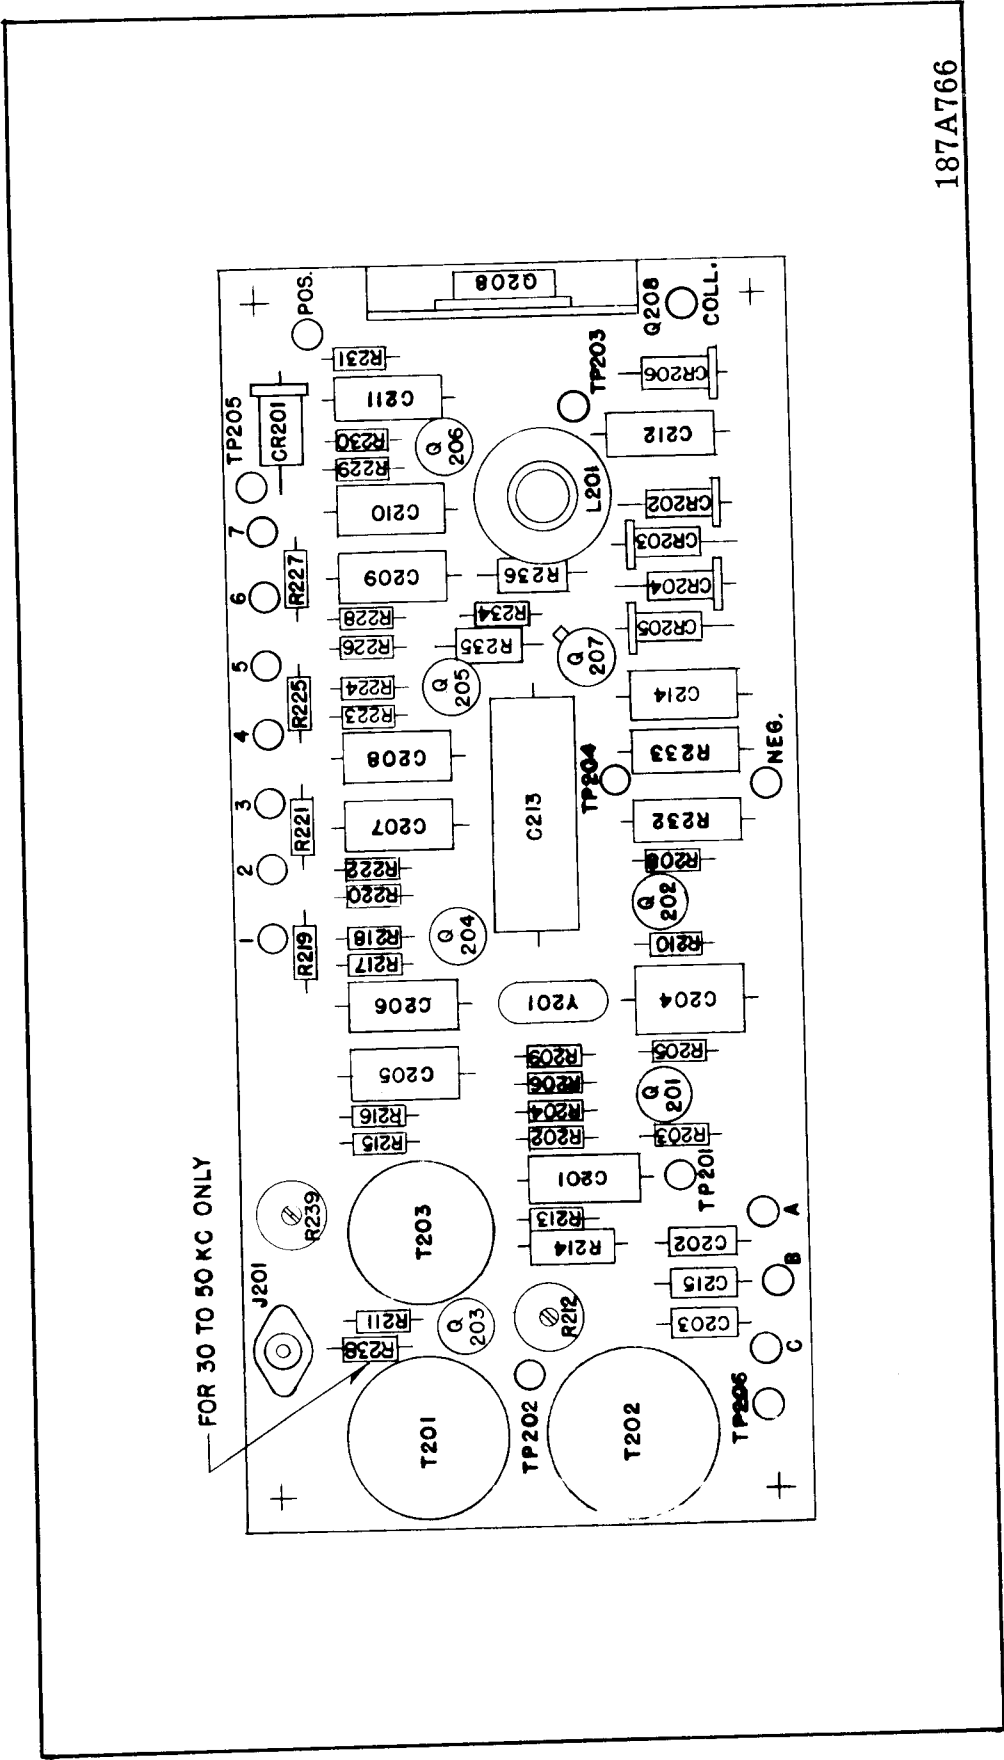 187A766
FOR 30 TO 50 KC ONLY
J201
R239
1
2
3
4
5
6
7
TP205
POS.
R219
R221
R225
R227
CR201
T201
R238
R211
Q
203
T203
R215
R216
C205
C206
R217
R218
Q
204
R220
R222
C207
C208
R223
R224
Q
205
R226
R228
C209
C210
R229
R230
Q
206
C211
R231
Q208
TP202
R212
R214
R213
C201
R202
R204
R206
R209
Y201
C213
R235
R234
R236
L201
TP203
T202
TP206
C203
C215
C202
C
B
A
TP201
R203
Q
201
R205
C204
R210
Q
202
R208
R232
R233
TP204
NEG.
C214
Q
207
CR205
CR204
CR203
CR202
C212
CR206
Q208
COLL.